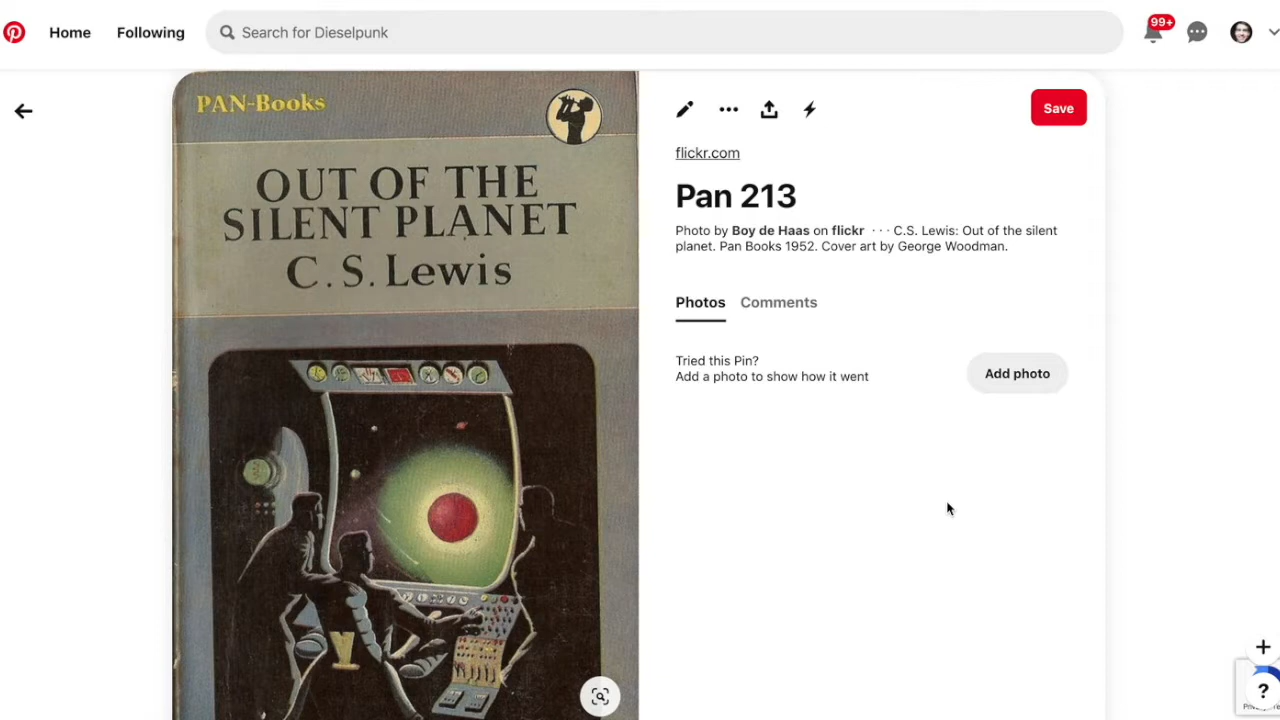 Home
Following
Search for Dieselpunk
99+
PAN-Books
OUT OF THE
SILENT PLANET
C.S. Lewis
Save
flickr.com
Pan 213
Photo by Boy de Haas on flickr · · · C.S. Lewis: Out of the silent
planet. Pan Books 1952. Cover art by George Woodman.
Photos
Comments
Tried this Pin?
Add a photo to show how it went
Add photo
?